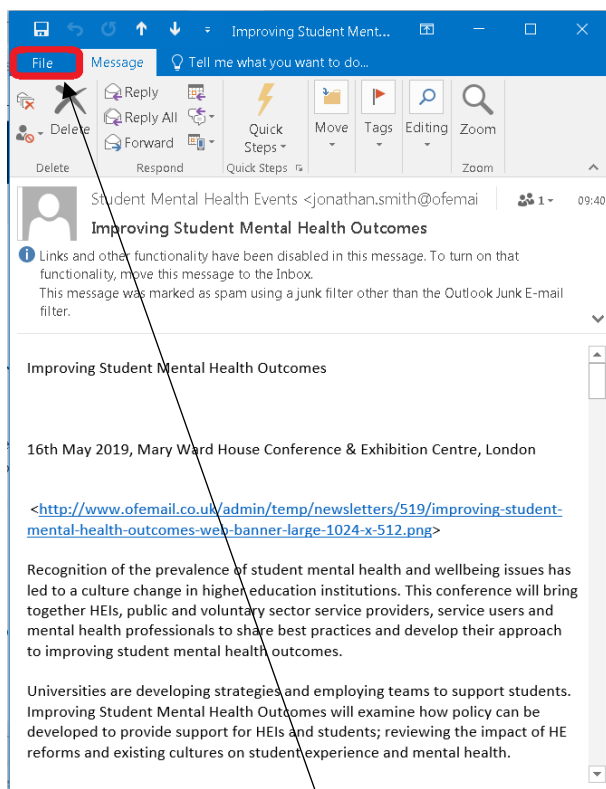 Improving Student Ment...
File Message Tell me what you want to do...
Delete
Reply
Reply All
Forward
Quick Steps
Move
Tags
Editing
Zoom
Delete Respond Quick Steps Zoom
Student Mental Health Events <jonathan.smith@ofemai 1 09:40
Improving Student Mental Health Outcomes
Links and other functionality have been disabled in this message. To turn on that
functionality, move this message to the Inbox.
This message was marked as spam using a junk filter other than the Outlook Junk E-mail
filter.
Improving Student Mental Health Outcomes
16th May 2019, Mary Ward House Conference & Exhibition Centre, London
<http://www.ofemail.co.uk/admin/temp/newsletters/519/improving-student-
mental-health-outcomes-web-banner-large-1024-x-512.png>
Recognition of the prevalence of student mental health and wellbeing issues has
led to a culture change in higher education institutions. This conference will bring
together HEIs, public and voluntary sector service providers, service users and
mental health professionals to share best practices and develop their approach
to improving student mental health outcomes.
Universities are developing strategies and employing teams to support students.
Improving Student Mental Health Outcomes will examine how policy can be
developed to provide support for HEIs and students; reviewing the impact of HE
reforms and existing cultures on student experience and mental health.